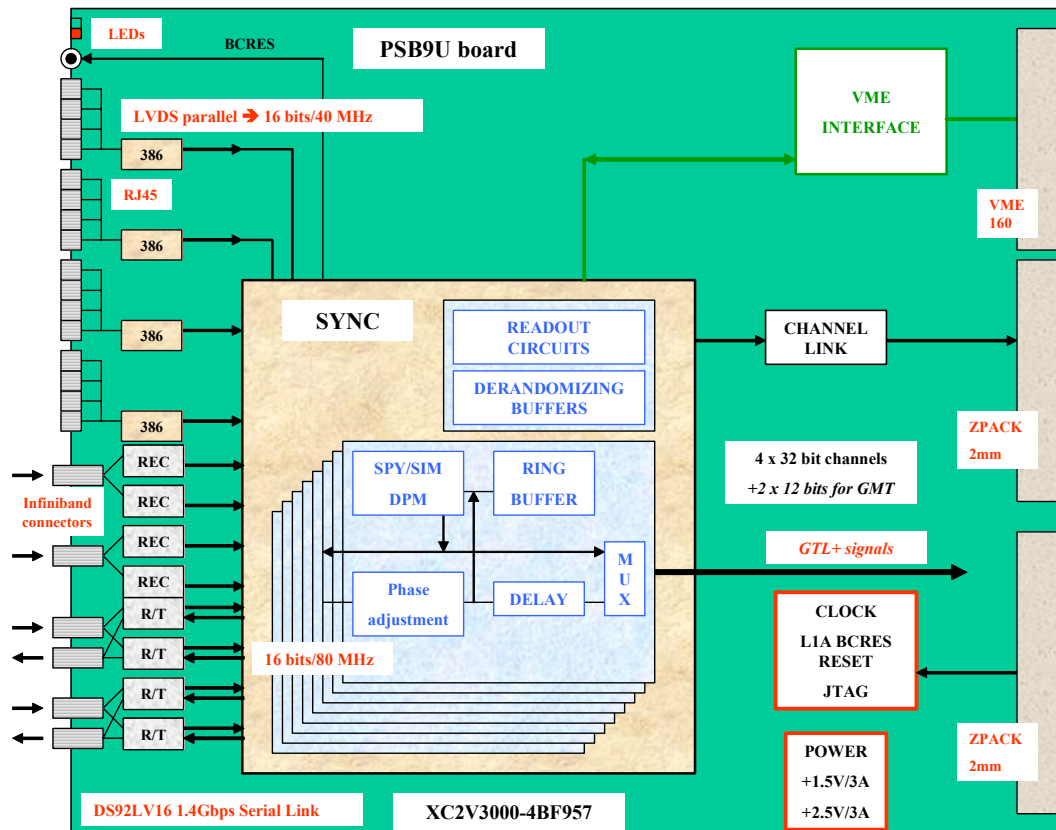 LEDs
BCRES
PSB9U board
LVDS parallel ➔ 16 bits/40 MHz
VME
INTERFACE
386
RJ45
386
VME
160
SYNC
READOUT
CIRCUITS
DERANDOMIZING
BUFFERS
CHANNEL
LINK
386
386
ZPACK
2mm
4 x 32 bit channels
+2 x 12 bits for GMT
REC
REC
REC
REC
Infiniband
connectors
SPY/SIM
DPM
RING
BUFFER
M
U
X
Phase
adjustment
DELAY
GTL+ signals
R/T
R/T
R/T
R/T
16 bits/80 MHz
CLOCK
L1A BCRES
RESET
JTAG
POWER
+1.5V/3A
+2.5V/3A
ZPACK
2mm
DS92LV16 1.4Gbps Serial Link
XC2V3000-4BF957